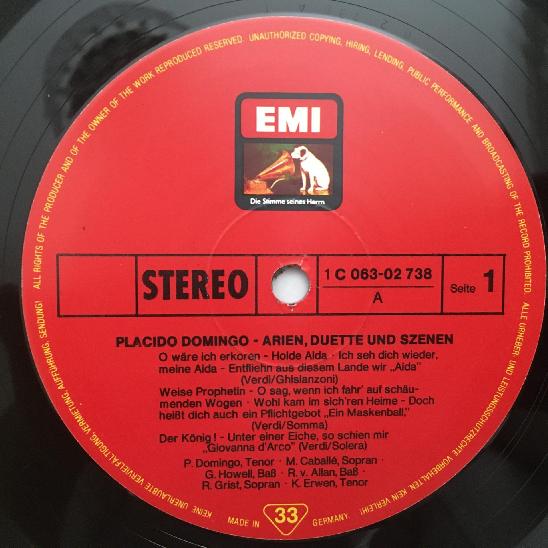 ALL RIGHTS OF THE PRODUCER AND OF THE OWNER OF THE WORK REPRODUCED RESERVED. UNAUTHORIZED COPYING, HIRING, LENDING, PUBLIC PERFORMANCE AND BROADCASTING OF THE RECORD PROHIBITED.
ALLE URHEBER- UND LEISTUNGSSCHUTZRECHTE VORBEHALTEN. KEIN VERLEIH! KEINE UNERLAUBTE VERVIELFÄLTIGUNG, VERMIETUNG, AUFFÜHRUNG, SENDUNG!
EMI
Die Stimme seines Herrn
STEREO
1 C 063-02 738
A
Seite 1
PLACIDO DOMINGO - ARIEN, DUETTE UND SZENEN
O wäre ich erkoren - Holde Aida - Ich seh dich wieder,
meine Aida - Entfliehn aus diesem Lande wir „Aida"
(Verdi/Ghislanzoni)
Weise Prophetin - O sag, wenn ich fahr' auf schäu-
menden Wogen - Wohl kam im sich'ren Heime - Doch
heißt dich auch ein Pflichtgebot „Ein Maskenball,"
(Verdi/Somma)
Der König! - Unter einer Eiche, so schien mir
„Giovanna d'Arco" (Verdi/Solera)
P. Domingo, Tenor - M. Caballé, Sopran -
G. Howell, Baß - R. v. Allan, Baß -
R. Grist, Sopran - K. Erwen, Tenor
MADE IN 33 GERMANY.